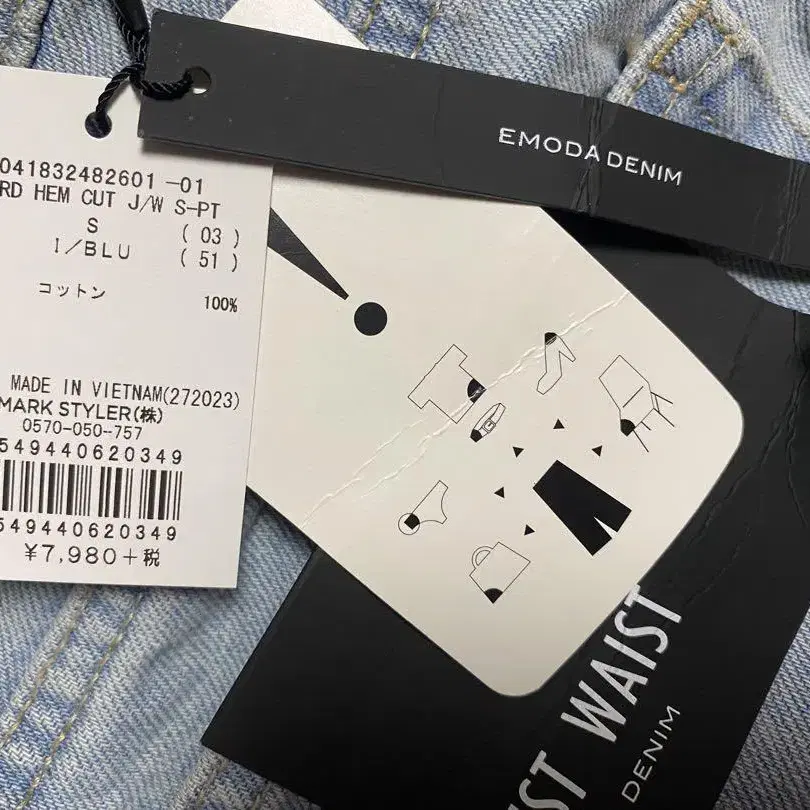 041832482601 -01
RD HEM CUT J/W S-PT
S ( 03 )
I/BLU ( 51 )
コットン 100%
MADE IN VIETNAM(272023)
MARK STYLER(株)
0570-050-757
549440620349
549440620349
¥7,980+税
EMODA DENIM
WAIST
DENIM